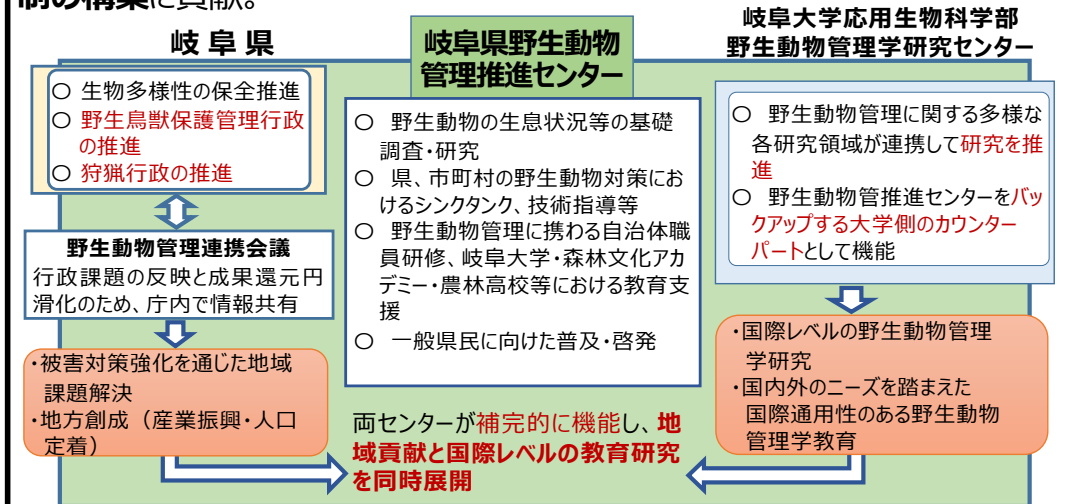 制の構築に貢献。
岐 阜 県
○ 生物多様性の保全推進
○ 野生鳥獣保護管理行政
の推進
○ 狩猟行政の推進
野生動物管理連携会議
行政課題の反映と成果還元円
滑化のため、庁内で情報共有
・被害対策強化を通じた地域
課題解決
・地方創成（産業振興・人口
定着）
岐阜県野生動物
管理推進センター
○ 野生動物の生息状況等の基礎
調査・研究
○ 県、市町村の野生動物対策にお
けるシンクタンク、技術指導等
○ 野生動物管理に携わる自治体職
員研修、岐阜大学・森林文化アカ
デミー・農林高校等における教育支
援
○ 一般県民に向けた普及・啓発
両センターが補完的に機能し、地
域貢献と国際レベルの教育研究
を同時展開
岐阜大学応用生物科学部
野生動物管理学研究センター
○ 野生動物管理に関する多様な
各研究領域が連携して研究を推
進
○ 野生動物管推進センターをバッ
クアップする大学側のカウンター
パートとして機能
・国際レベルの野生動物管理
学研究
・国内外のニーズを踏まえた
国際通用性のある野生動物
管理学教育